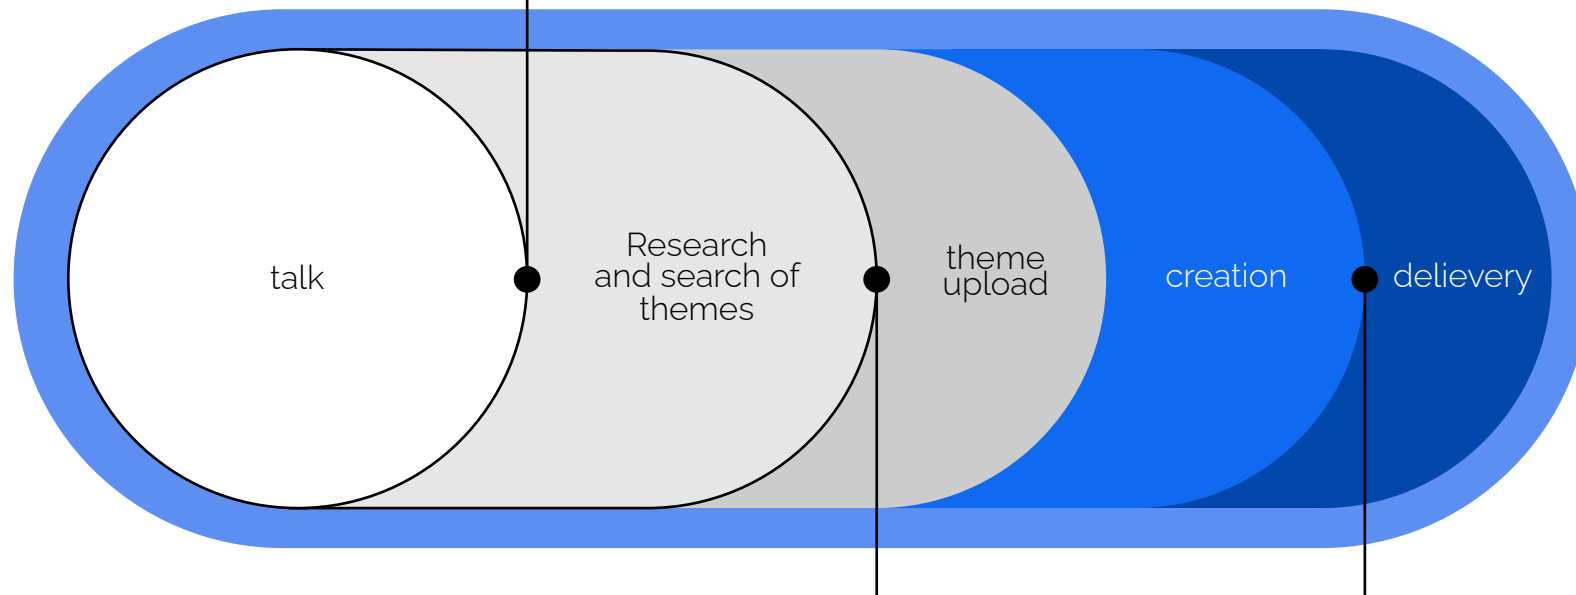 talk
Research
and search of
themes
theme
upload
creation
delievery